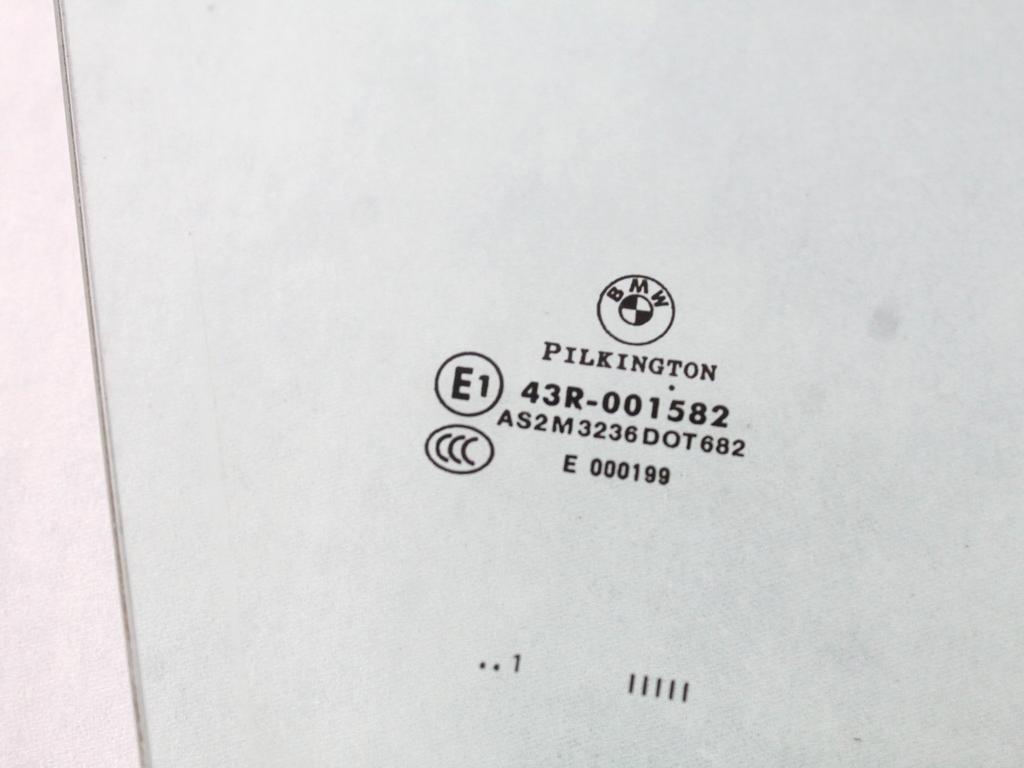 BMW
PILKINGTON
E1 43R-001582
AS2M3236DOT682
CCC
E 000199
..1
IIIII